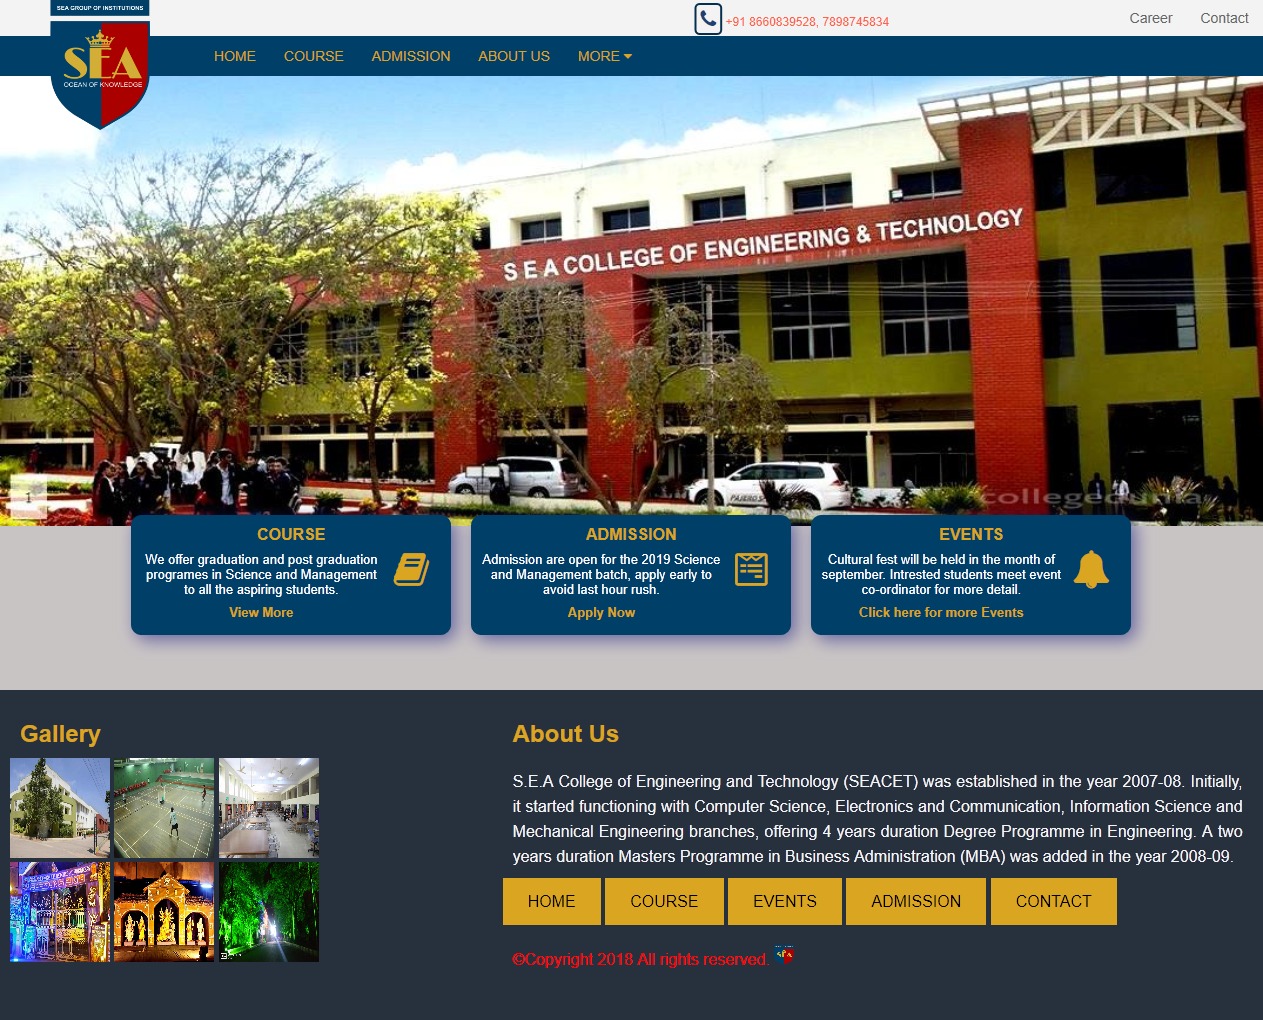 SEA GROUP OF INSTITUTIONS
SEA
OCEAN OF KNOWLEDGE
+91 8660839528, 7898745834
Career Contact
HOME COURSE ADMISSION ABOUT US MORE
S E A COLLEGE OF ENGINEERING & TECHNOLOGY
PAJERO
collegedunia
COURSE
We offer graduation and post graduation
programes in Science and Management
to all the aspiring students.
View More
ADMISSION
Admission are open for the 2019 Science
and Management batch, apply early to
avoid last hour rush.
Apply Now
EVENTS
Cultural fest will be held in the month of
september. Intrested students meet event
co-ordinator for more detail.
Click here for more Events
Gallery
About Us
S.E.A College of Engineering and Technology (SEACET) was established in the year 2007-08. Initially,
it started functioning with Computer Science, Electronics and Communication, Information Science and
Mechanical Engineering branches, offering 4 years duration Degree Programme in Engineering. A two
years duration Masters Programme in Business Administration (MBA) was added in the year 2008-09.
HOME COURSE EVENTS ADMISSION CONTACT
©Copyright 2018 All rights reserved.
SEA